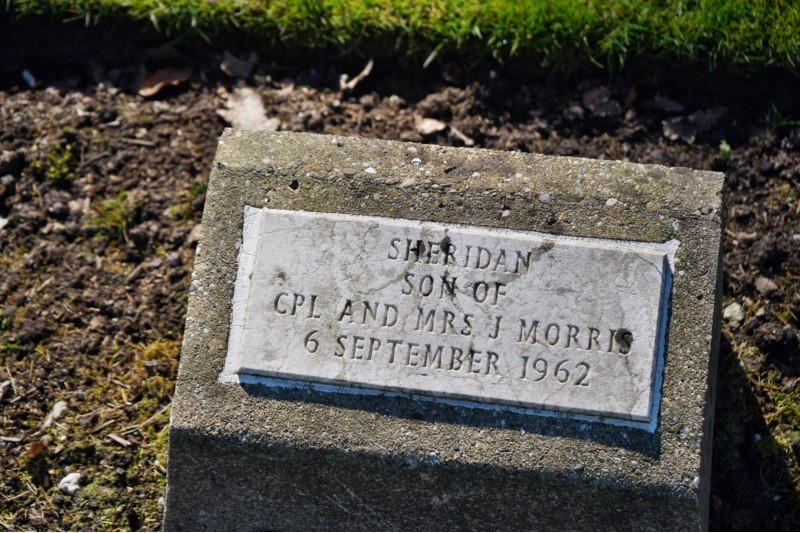 SHERIDAN
SON OF
CPL AND MRS J MORRIS
6 SEPTEMBER 1962